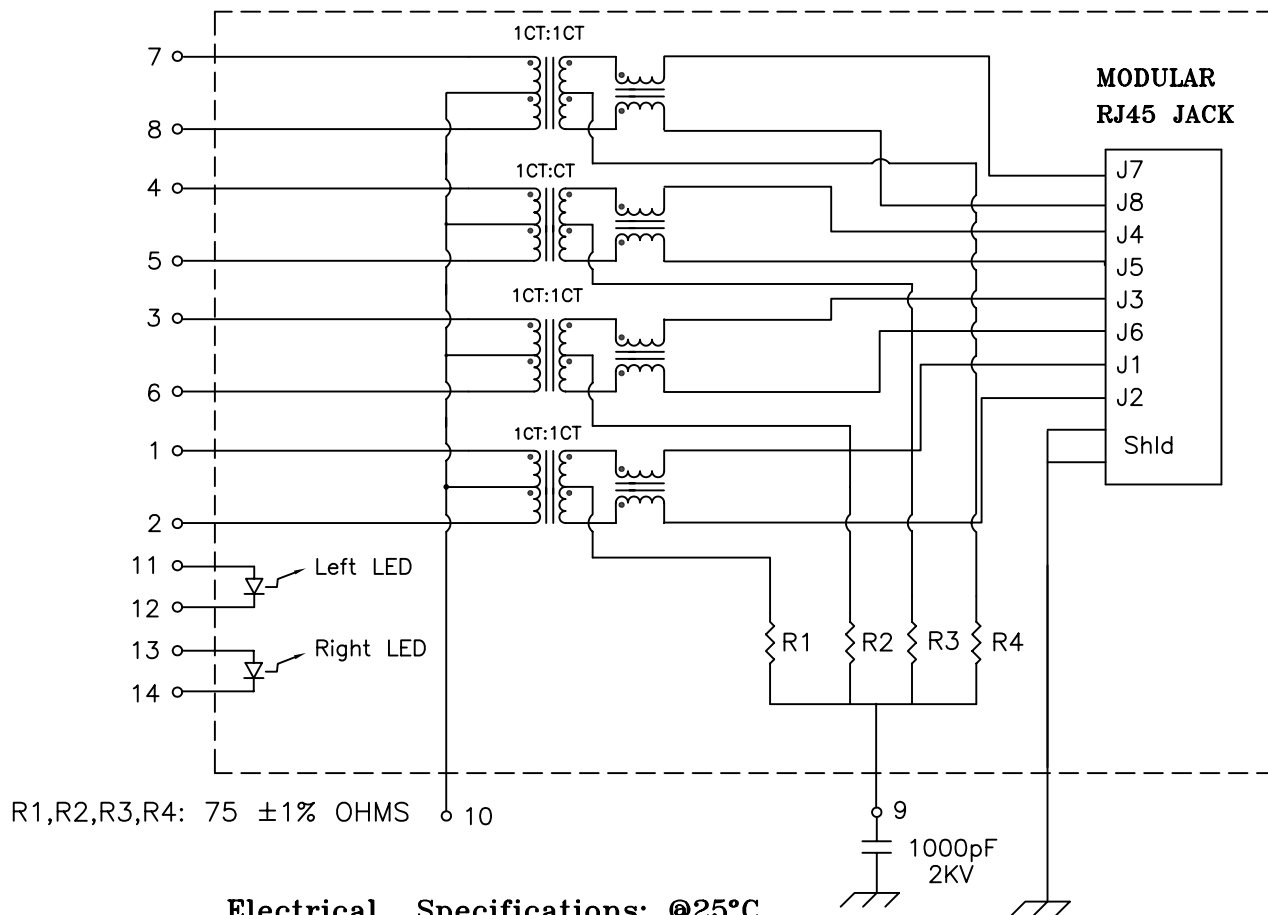 1CT:1CT
7
MODULAR
RJ45 JACK
8
J7
1CT:CT
4
J8
J4
5
J5
1CT:1CT
J3
3
J6
J1
6
J2
1CT:1CT
1
Shld
2
11
Left LED
12
13
Right LED
R1
R2
R3
R4
14
R1,R2,R3,R4: 75 ±1% OHMS
10
9
1000pF
2KV
Electrical Specifications: @25°C